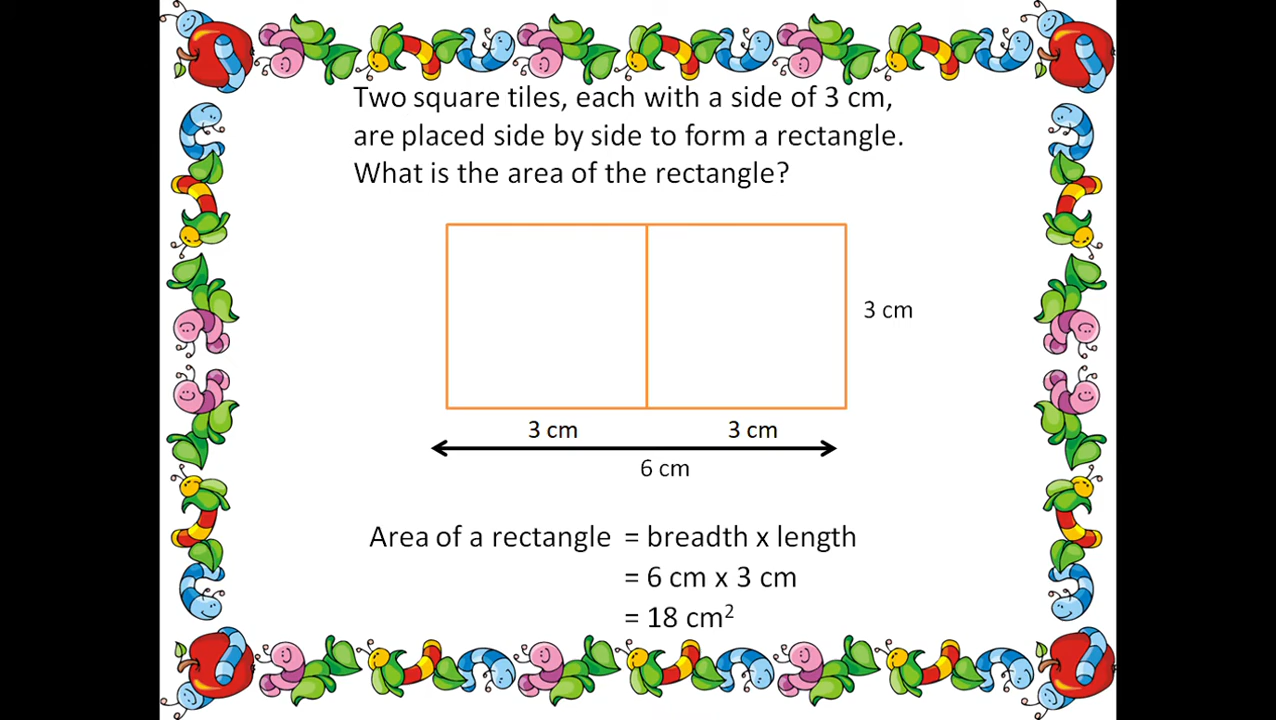 Two square tiles, each with a side of 3 cm,
are placed side by side to form a rectangle.
What is the area of the rectangle?
3 cm
3 cm 3 cm
6 cm
Area of a rectangle = breadth x length
= 6 cm x 3 cm
= 18 cm²